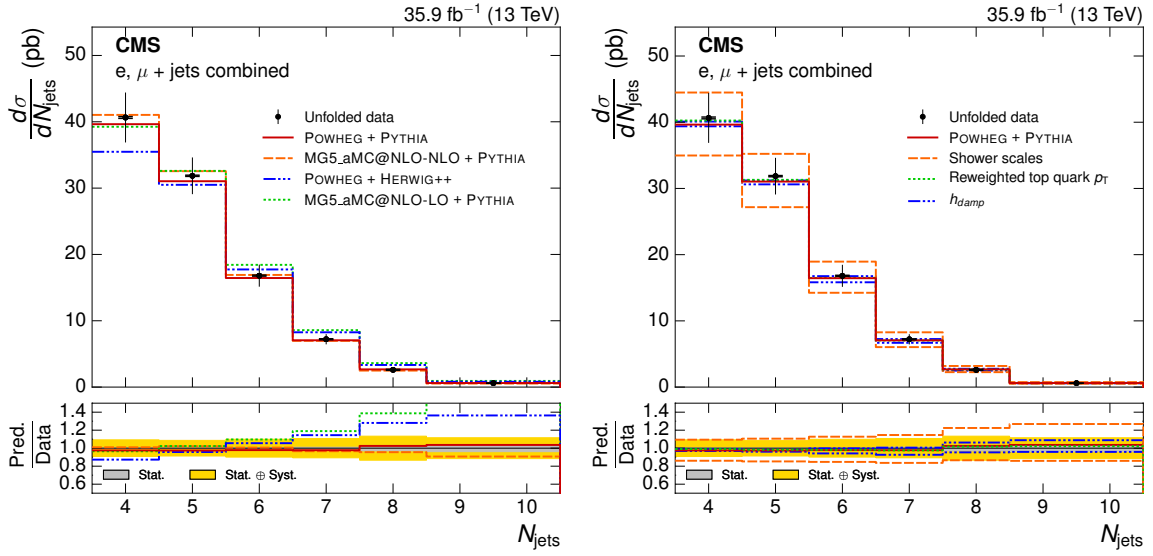 35.9 fb⁻¹ (13 TeV)
CMS
e, μ + jets combined
dσ/dN_jets (pb)
50
40
30
20
10
0
Unfolded data
POWHEG + PYTHIA
MG5_aMC@NLO-NLO + PYTHIA
POWHEG + HERWIG++
MG5_aMC@NLO-LO + PYTHIA
Pred./Data
1.4
1.2
1.0
0.8
0.6
Stat.
Stat. ⊕ Syst.
4 5 6 7 8 9 10
N_jets
35.9 fb⁻¹ (13 TeV)
CMS
e, μ + jets combined
dσ/dN_jets (pb)
50
40
30
20
10
0
Unfolded data
POWHEG + PYTHIA
Shower scales
Reweighted top quark p_T
h_damp
Pred./Data
1.4
1.2
1.0
0.8
0.6
Stat.
Stat. ⊕ Syst.
4 5 6 7 8 9 10
N_jets